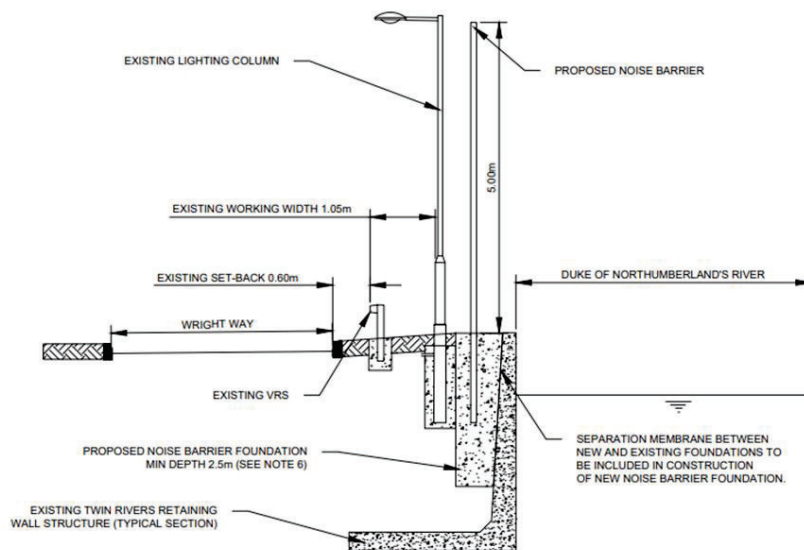 EXISTING LIGHTING COLUMN
PROPOSED NOISE BARRIER
5.00m
EXISTING WORKING WIDTH 1.05m
EXISTING SET-BACK 0.60m
DUKE OF NORTHUMBERLAND'S RIVER
WRIGHT WAY
EXISTING VRS
PROPOSED NOISE BARRIER FOUNDATION
MIN DEPTH 2.5m (SEE NOTE 6)
SEPARATION MEMBRANE BETWEEN
NEW AND EXISTING FOUNDATIONS TO
BE INCLUDED IN CONSTRUCTION
OF NEW NOISE BARRIER FOUNDATION.
EXISTING TWIN RIVERS RETAINING
WALL STRUCTURE (TYPICAL SECTION)